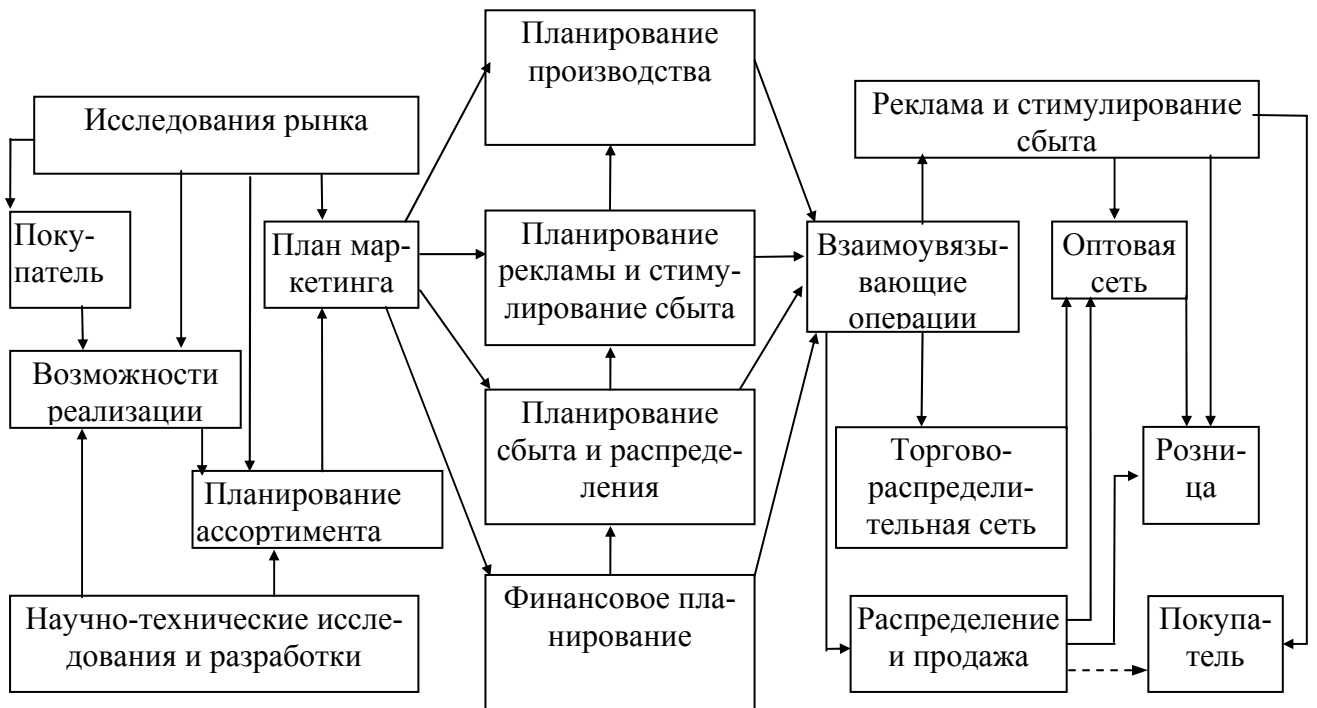 Исследования рынка
Поку-
патель
План мар-
кетинга
Возможности
реализации
Планирование
ассортимента
Научно-технические иссле-
дования и разработки
Планирование
производства
Планирование
рекламы и стиму-
лирование сбыта
Планирование
сбыта и распреде-
ления
Финансовое пла-
нирование
Реклама и стимулирование
сбыта
Взаимоувязы-
вающие
операции
Оптовая
сеть
Торгово-
распредели-
тельная сеть
Розни-
ца
Распределение
и продажа
Покупа-
тель